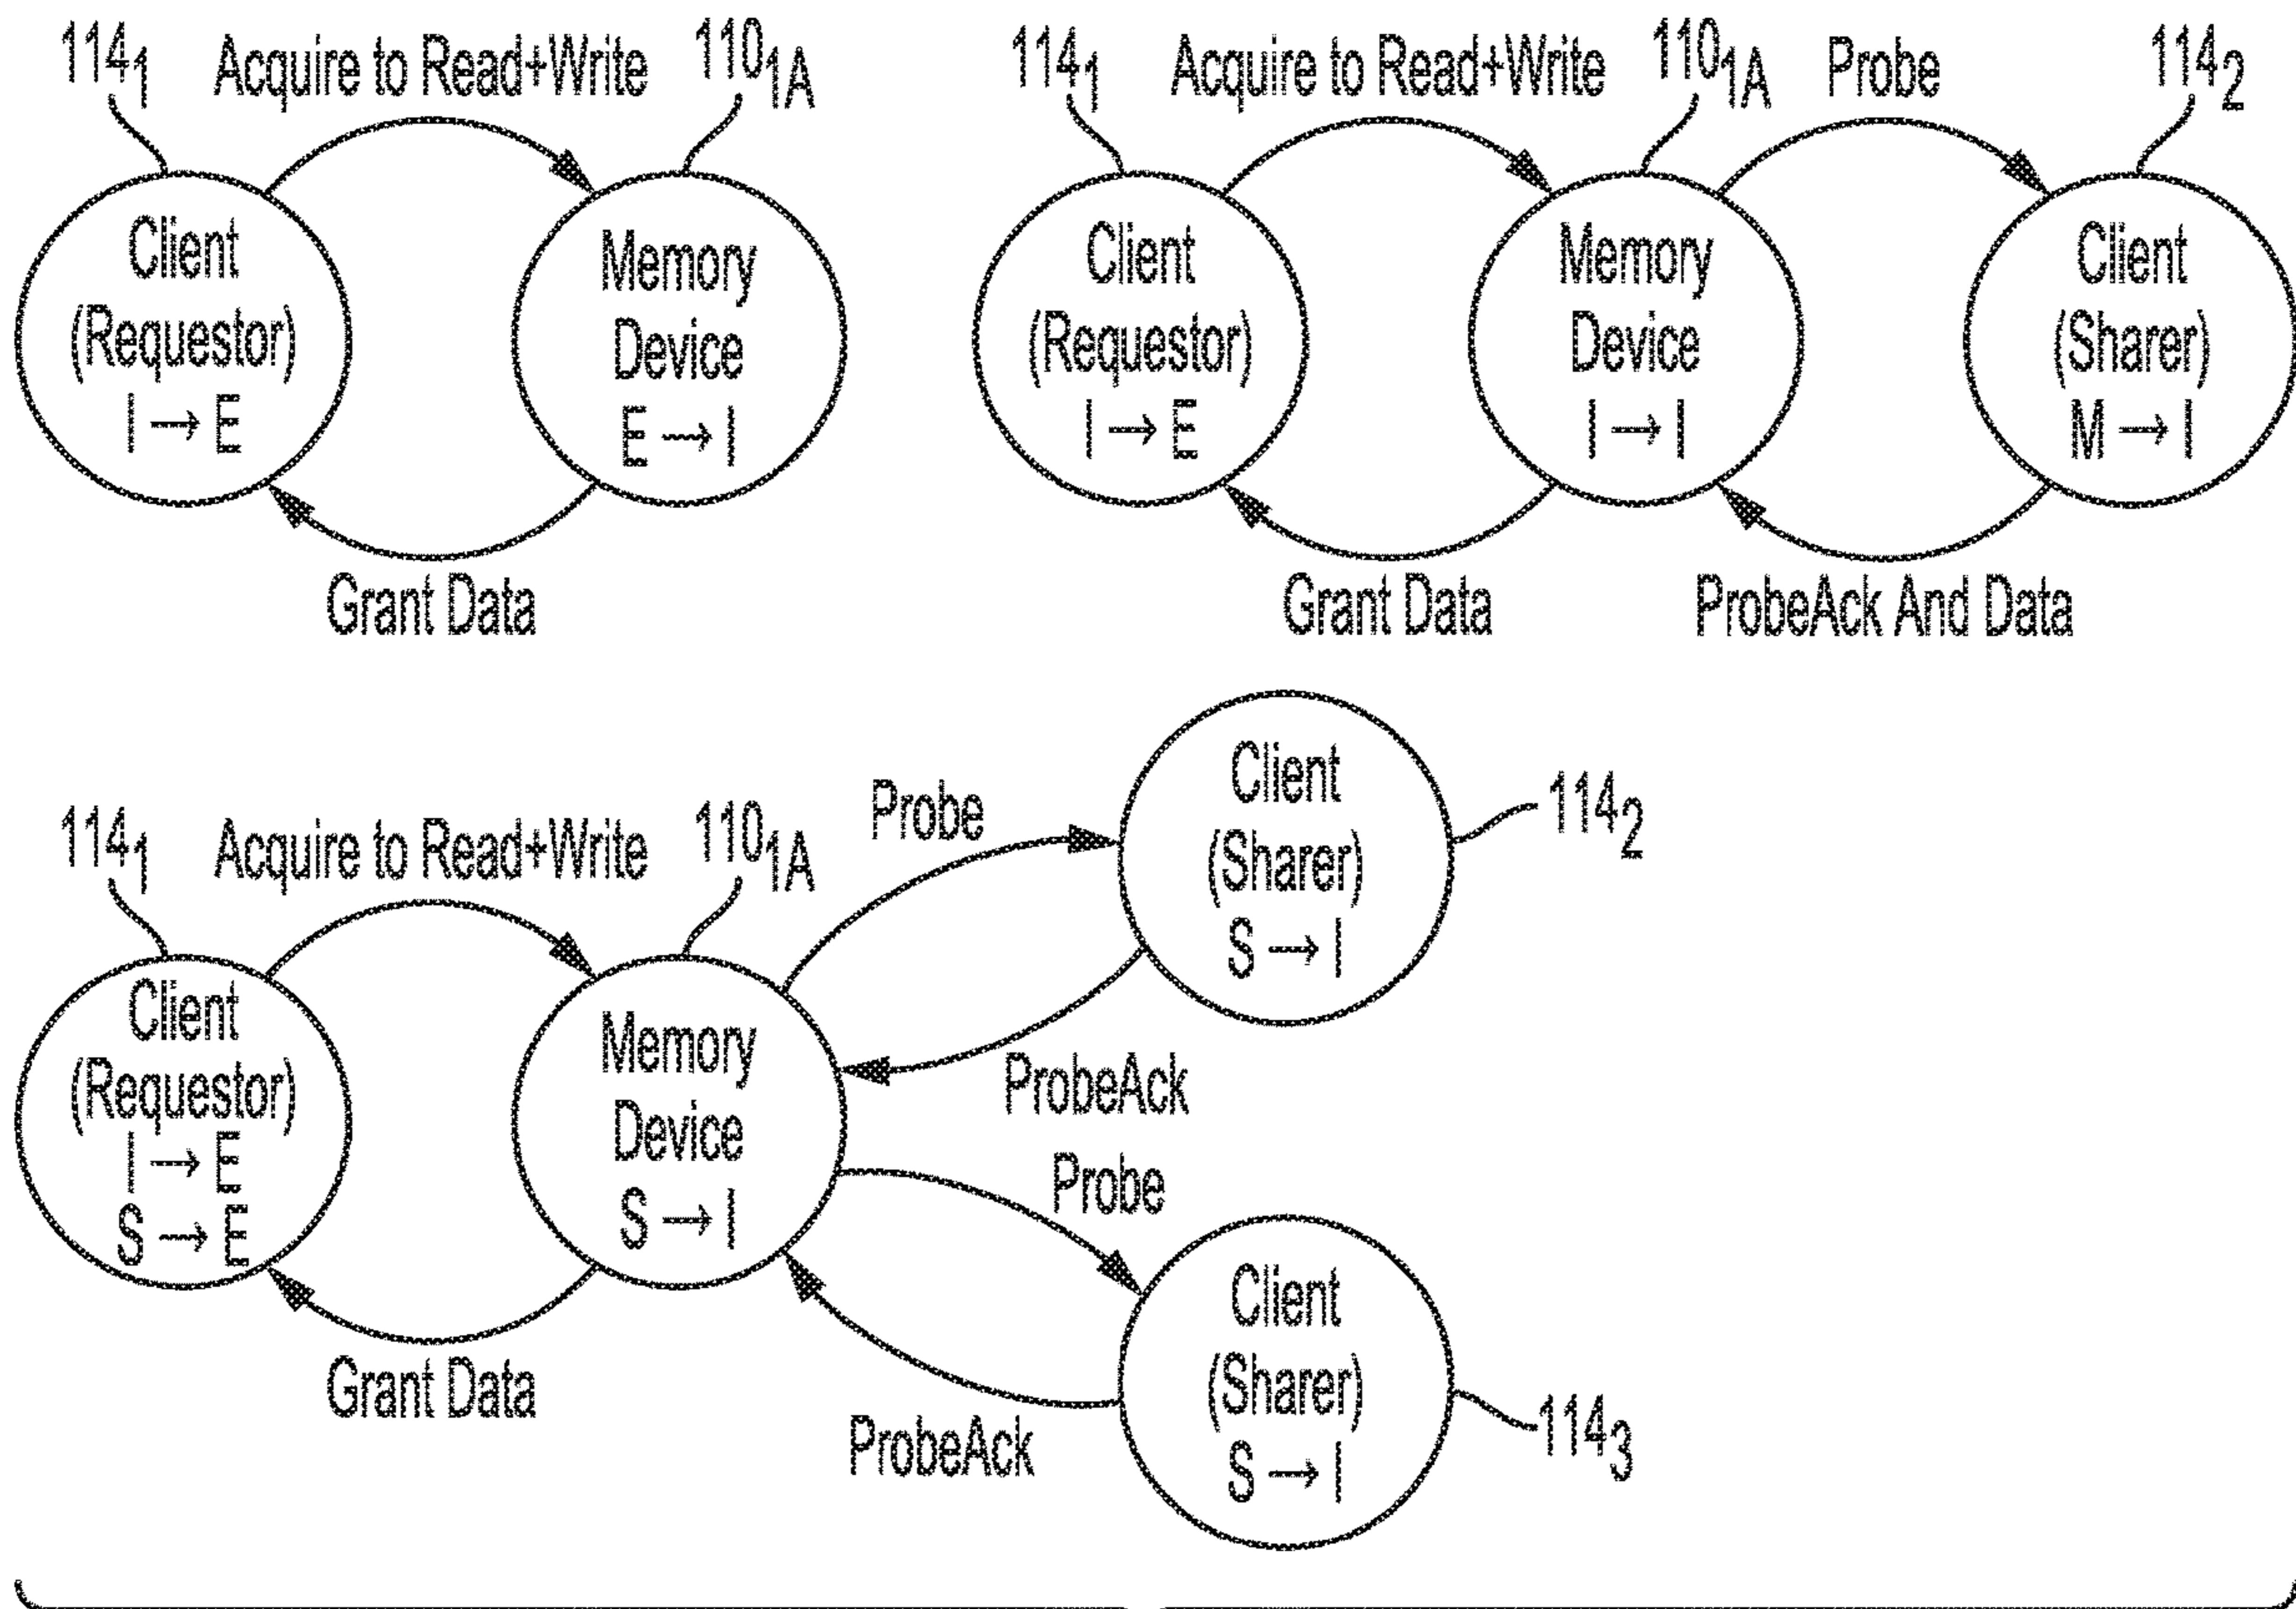 114₁ Acquire to Read+Write 110₁A
Client
(Requestor)
I → E
Memory
Device
E → I
Grant Data
114₁ Acquire to Read+Write 110₁A Probe 114₂
Client
(Requestor)
I → E
Memory
Device
I → I
Client
(Sharer)
M → I
Grant Data
ProbeAck And Data
114₁ Acquire to Read+Write 110₁A
Client
(Requestor)
I → E
S → E
Memory
Device
S → I
Grant Data
Probe
Client
(Sharer)
S → I
114₂
ProbeAck
Probe
Client
(Sharer)
S → I
114₃
ProbeAck